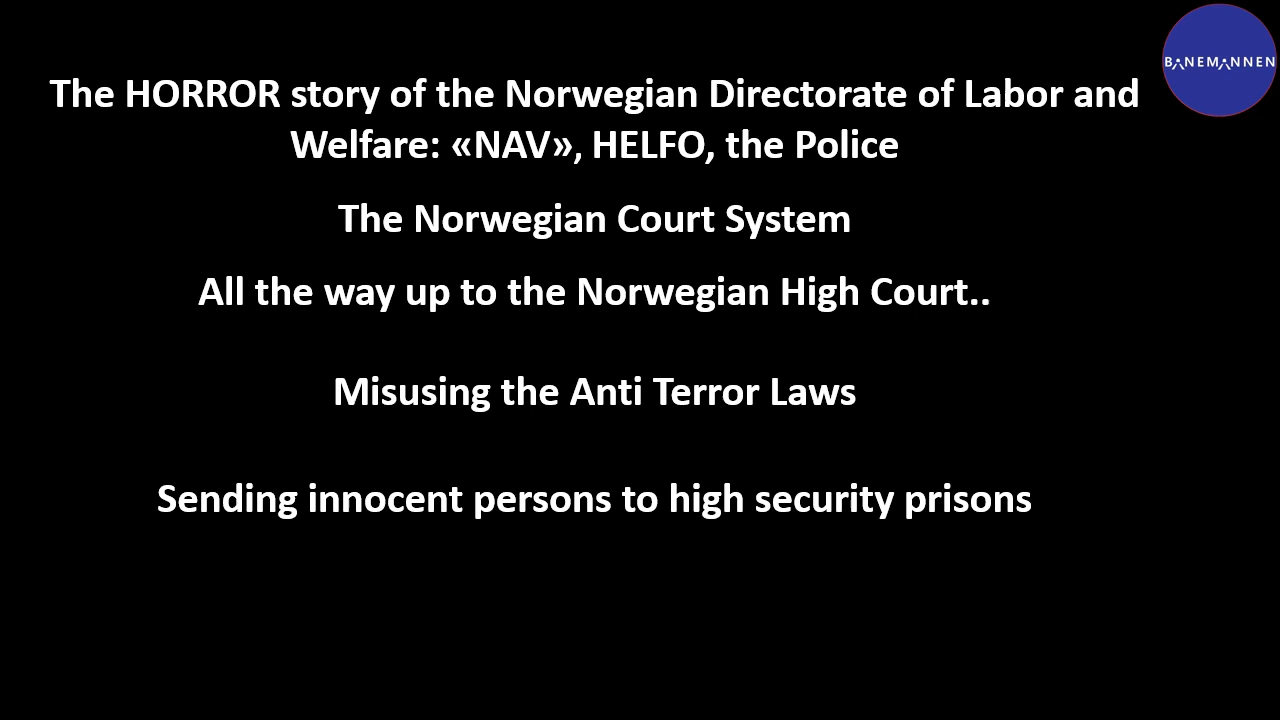 BANEMANNEN
The HORROR story of the Norwegian Directorate of Labor and
Welfare: «NAV», HELFO, the Police
The Norwegian Court System
All the way up to the Norwegian High Court..
Misusing the Anti Terror Laws
Sending innocent persons to high security prisons